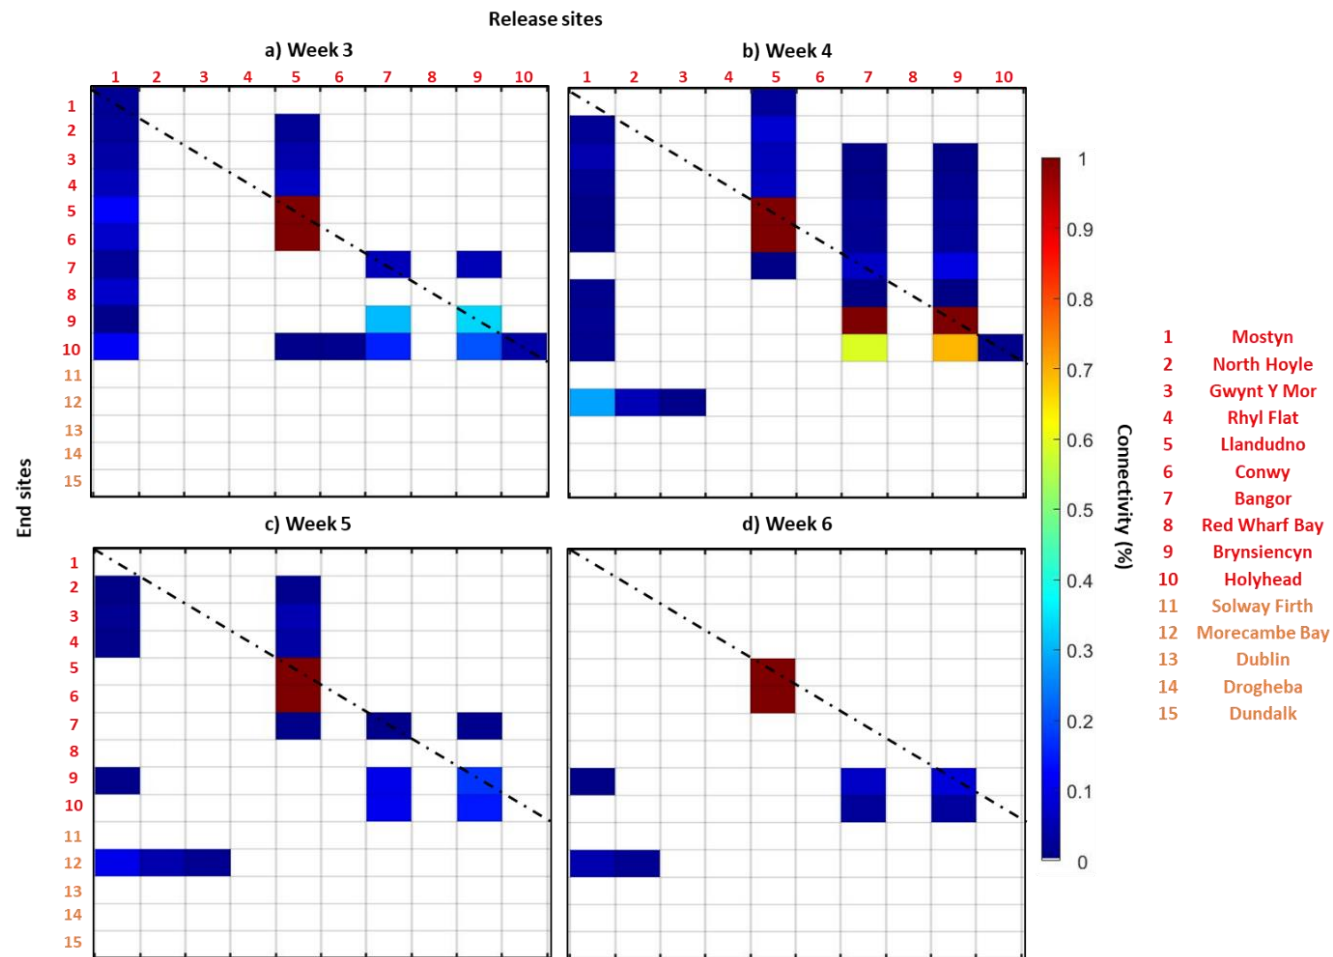 Release sites
a) Week 3
b) Week 4
1 2 3 4 5 6 7 8 9 10
1 2 3 4 5 6 7 8 9 10
1
2
3
4
5
6
7
8
9
10
11
12
13
14
15
End sites
c) Week 5
d) Week 6
1
2
3
4
5
6
7
8
9
10
11
12
13
14
15
1
0.9
0.8
0.7
0.6
0.5
0.4
0.3
0.2
0.1
0
Connectivity (%)
1 Mostyn
2 North Hoyle
3 Gwynt Y Mor
4 Rhyl Flat
5 Llandudno
6 Conwy
7 Bangor
8 Red Wharf Bay
9 Brynsiencyn
10 Holyhead
11 Solway Firth
12 Morecambe Bay
13 Dublin
14 Drogheba
15 Dundalk